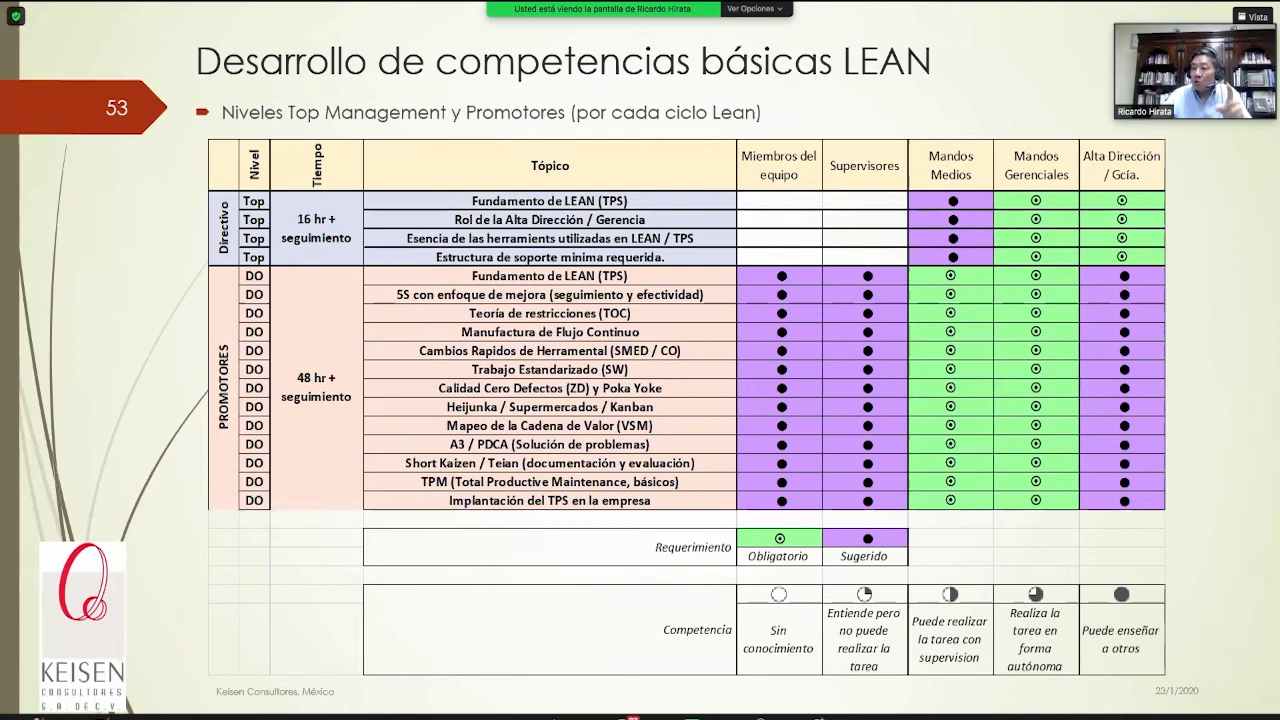 Usted está viendo la pantalla de Ricardo Hirata
Ver Opciones
Vista
Desarrollo de competencias básicas LEAN
Ricardo Hirata
53
Niveles Top Management y Promotores (por cada ciclo Lean)
Nivel
Tiempo
Tópico
Miembros del
equipo
Supervisores
Mandos
Medios
Mandos
Gerenciales
Alta Dirección
/ Gcía.
Directivo
16 hr +
seguimiento
Top Fundamento de LEAN (TPS)
Top Rol de la Alta Dirección / Gerencia
Top Esencia de las herramients utilizadas en LEAN / TPS
Top Estructura de soporte minima requerida.
PROMOTORES
48 hr +
seguimiento
DO Fundamento de LEAN (TPS)
DO 5S con enfoque de mejora (seguimiento y efectividad)
DO Teoría de restricciones (TOC)
DO Manufactura de Flujo Continuo
DO Cambios Rapidos de Herramental (SMED / CO)
DO Trabajo Estandarizado (SW)
DO Calidad Cero Defectos (ZD) y Poka Yoke
DO Heijunka / Supermercados / Kanban
DO Mapeo de la Cadena de Valor (VSM)
DO A3 / PDCA (Solución de problemas)
DO Short Kaizen / Teian (documentación y evaluación)
DO TPM (Total Productive Maintenance, básicos)
DO Implantación del TPS en la empresa
Requerimiento
Obligatorio
Sugerido
Competencia
Sin
conocimiento
Entiende pero
no puede
realizar la
tarea
Puede realizar
la tarea con
supervision
Realiza la
tarea en
forma
autónoma
Puede enseñar
a otros
KEISEN
CONSULTORES
S.A. DE C.V.
Keisen Consultores, México
23/1/2020